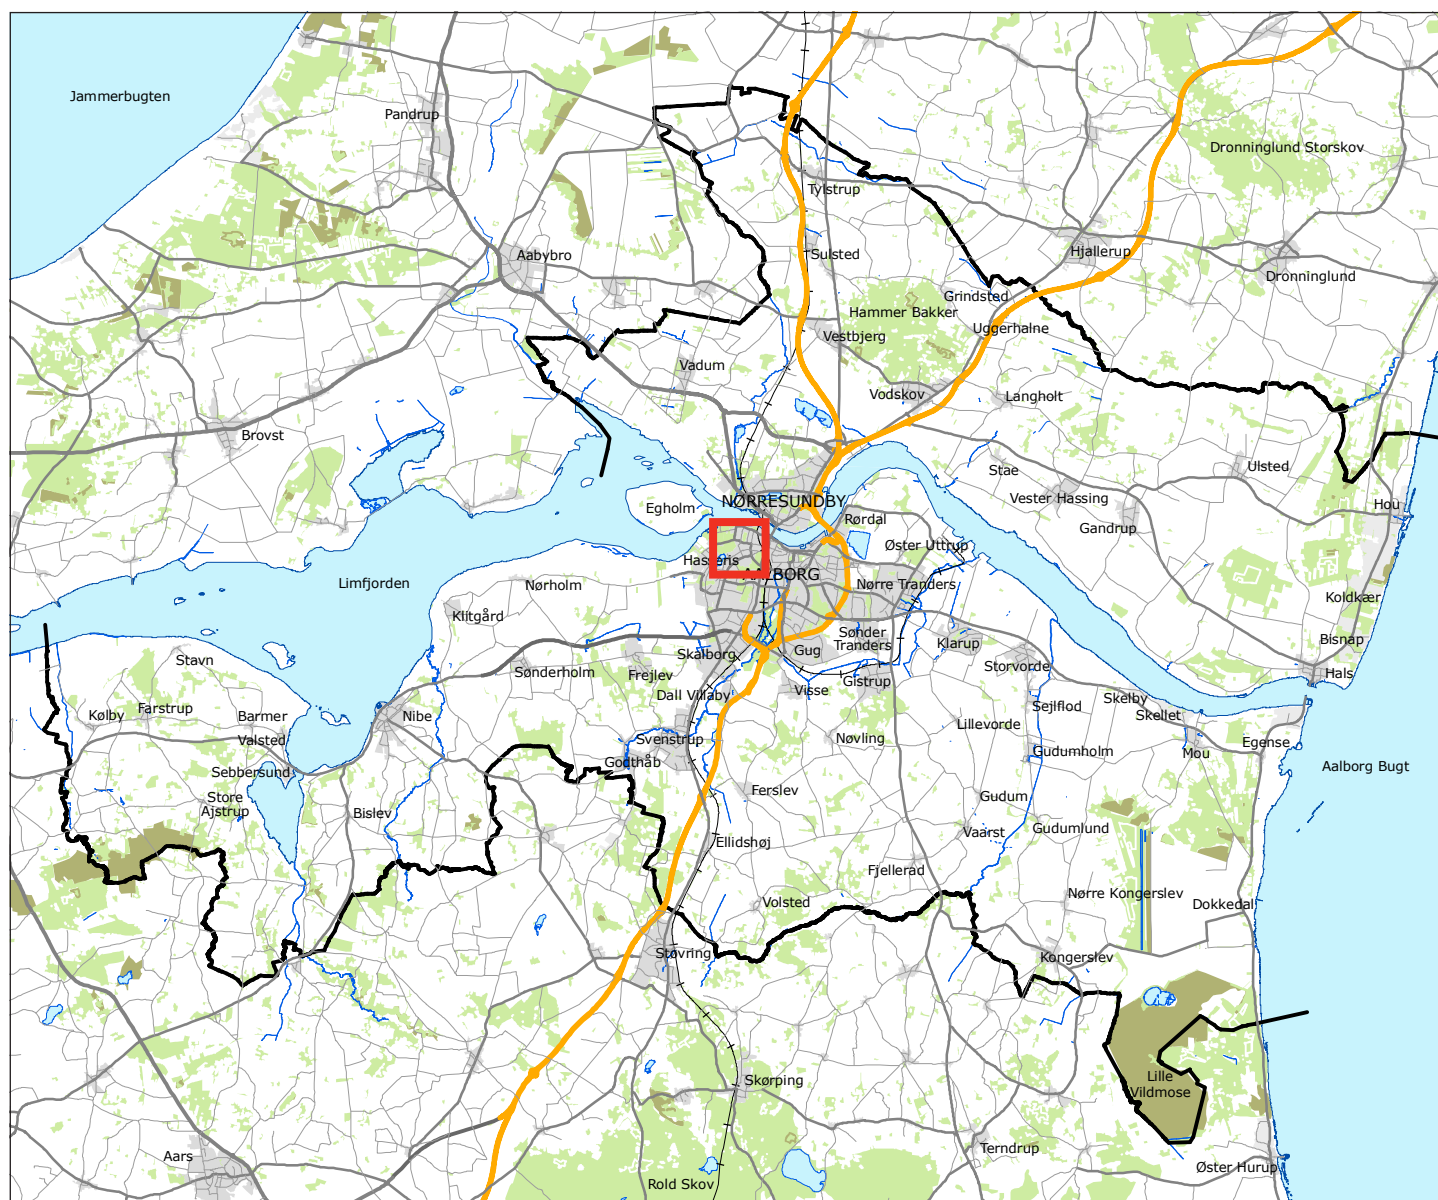 Jammerbugten
Pandrup
Dronninglund Storskov
Tylstrup
Aabybro
Sulsted
Hjallerup
Dronninglund
Grindsted
Hammer Bakker
Uggerhalne
Vestbjerg
Vadum
Vodskov
Langholt
Brovst
Stae
Ulsted
Vester Hassing
NØRRESUNDBY
Egholm
Hou
Rørdal
Gandrup
Øster Uttrup
Hasseris
AALBORG
Limfjorden
Nørholm
Nørre Tranders
Koldkær
Klitgård
Sønder
Tranders
Klarup
Bisnap
Gug
Skalborg
Stavn
Sønderholm
Frejlev
Storvorde
Hals
Gistrup
Dall Villaby
Visse
Skelby
Sejlflod
Kølby
Farstrup
Barmer
Nibe
Skellet
Lillevorde
Valsted
Svenstrup
Nøvling
Gudumholm
Mou
Egense
Godthåb
Aalborg Bugt
Sebbersund
Ferslev
Store
Ajstrup
Gudum
Bislev
Vaarst
Gudumlund
Ellidshøj
Fjellerad
Nørre Kongerslev
Volsted
Dokkedal
Støvring
Kongerslev
Skørping
Lille
Vildmose
Aars
Terndrup
Øster Hurup
Rold Skov